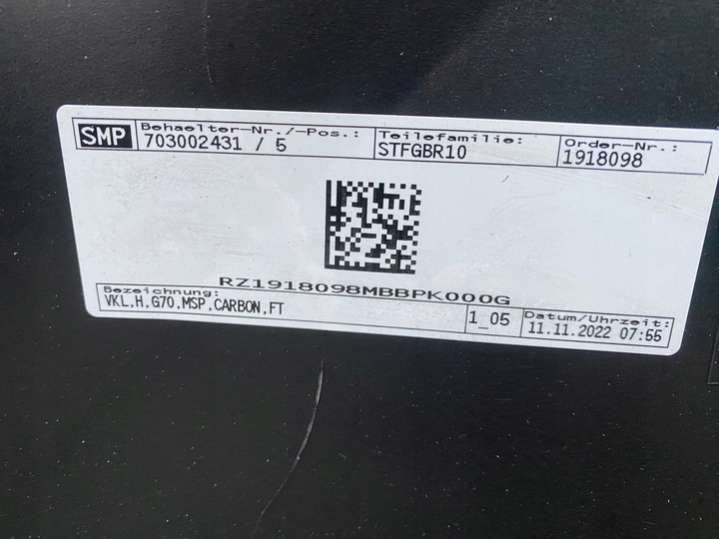 SMP
Behaelter-Nr./-Pos.:
703002431 / 5
Teilefamilie:
STFGBR10
Order-Nr.:
1918098
RZ1918098MBBPK000G
Bezeichnung:
VKL.H.G70.MSP.CARBON.FT
1_05
Datum/Uhrzeit:
11.11.2022 07:55